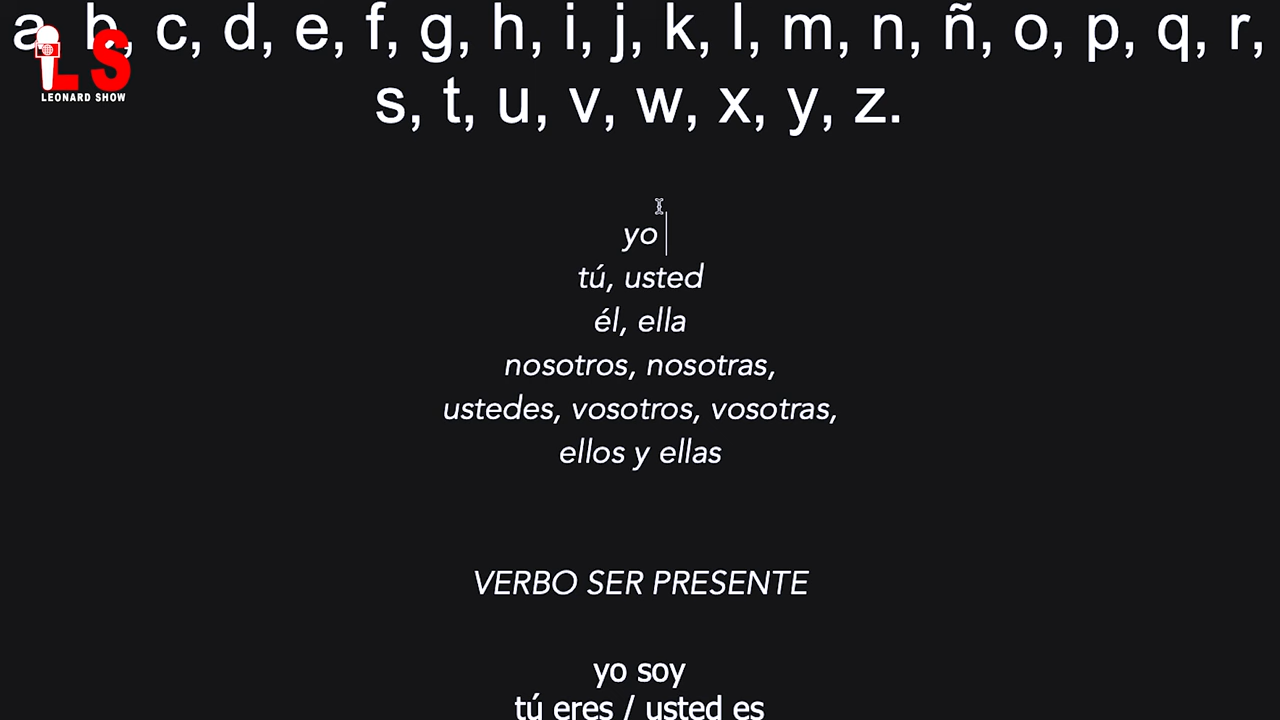 a, b, c, d, e, f, g, h, i, j, k, l, m, n, ñ, o, p, q, r,
s, t, u, v, w, x, y, z.
LS
LEONARD SHOW
yo
tú, usted
él, ella
nosotros, nosotras,
ustedes, vosotros, vosotras,
ellos y ellas
VERBO SER PRESENTE
yo soy
tú eres / usted es